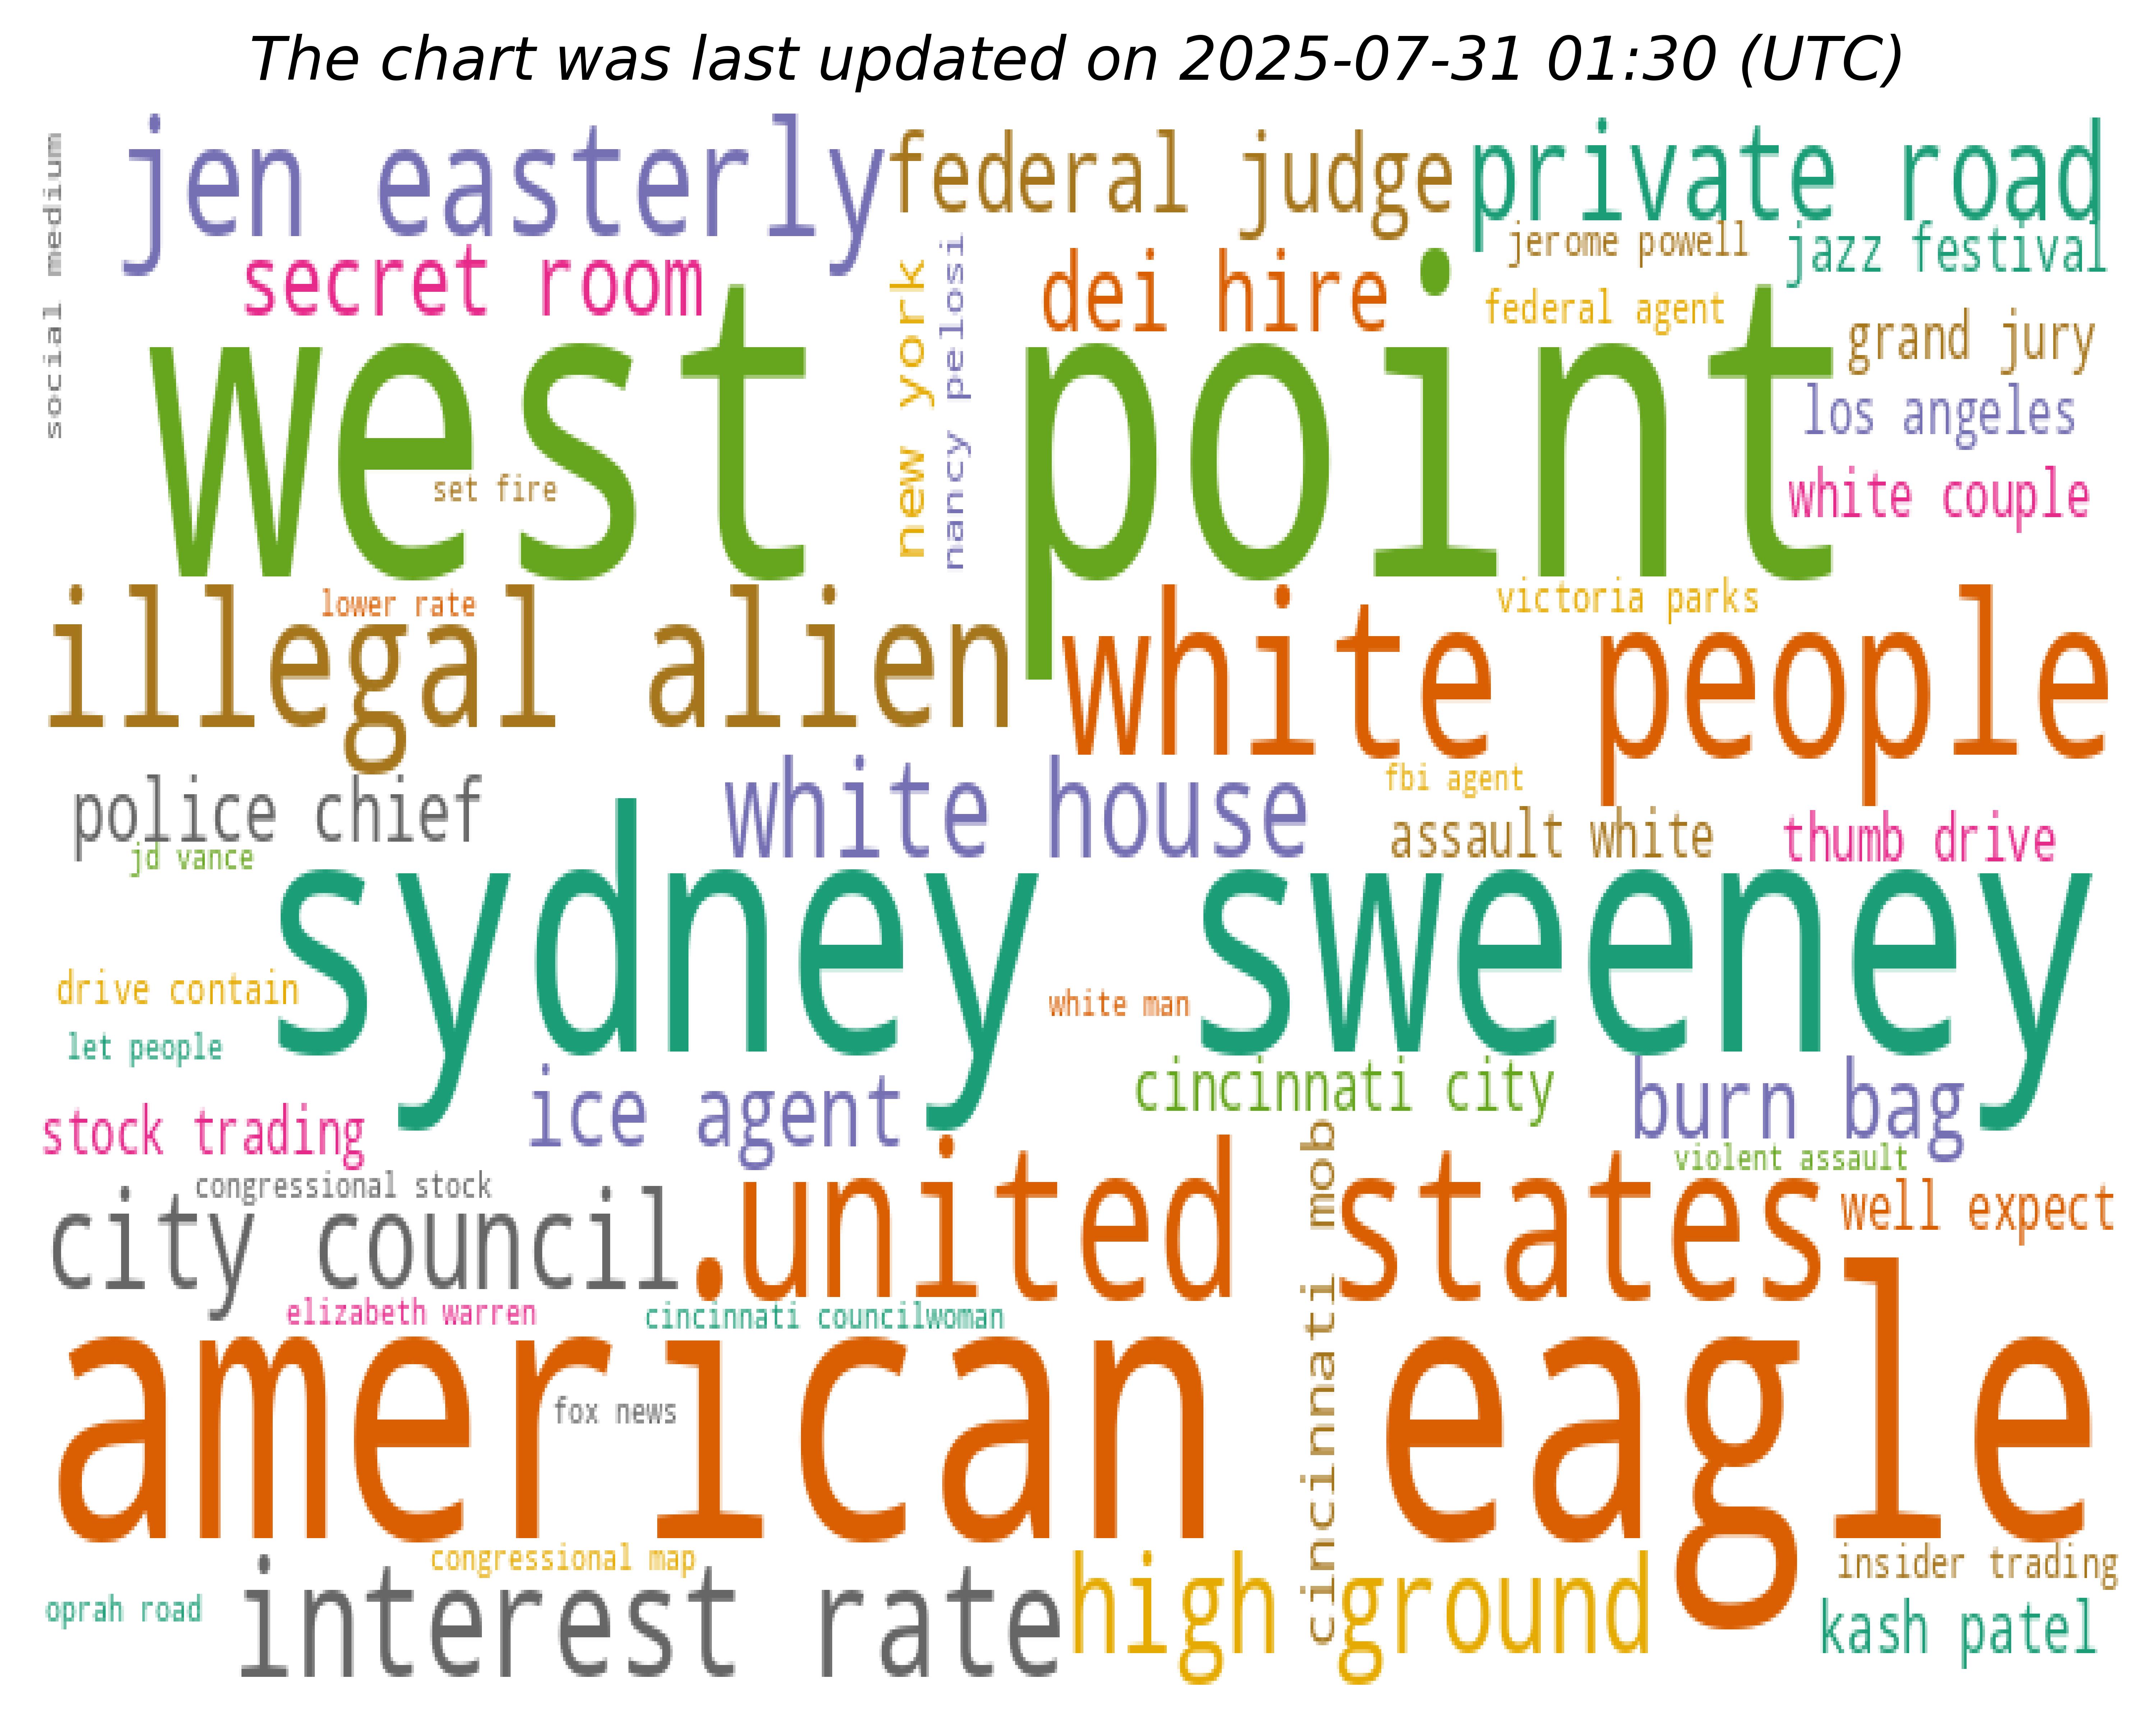 The chart was last updated on 2025-07-31 01:30 (UTC)
social medium
jen easterly
federal judge
private road
jerome powell
jazz festival
secret room
new york
nancy pelosi
dei hire
federal agent
grand jury
west point
los angeles
white couple
set fire
lower rate
victoria parks
illegal alien
white people
police chief
white house
fbi agent
assault white
thumb drive
jd vance
sydney sweeney
drive contain
white man
let people
ice agent
cincinnati city
burn bag
stock trading
violent assault
congressional stock
city council
.united states
cincinnati mob
well expect
elizabeth warren
cincinnati councilwoman
american eagle
fox news
congressional map
insider trading
oprah road
interest rate
high ground
kash patel